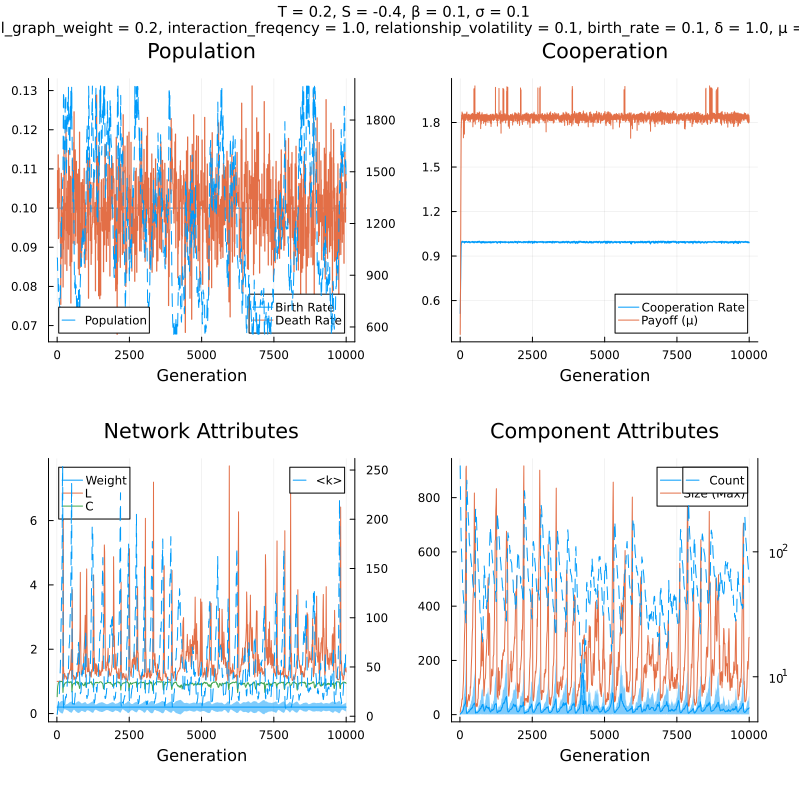 T = 0.2, S = -0.4, β = 0.1, σ = 0.1
l_graph_weight = 0.2, interaction_freqency = 1.0, relationship_volatility = 0.1, birth_rate = 0.1, δ = 1.0, μ =
Population
Cooperation
0.13
0.12
0.11
0.10
0.09
0.08
0.07
1800
1500
1200
900
600
Population
Birth Rate
Death Rate
0
2500
5000
7500
10000
Generation
1.8
1.5
1.2
0.9
0.6
Cooperation Rate
Payoff (μ)
0
2500
5000
7500
10000
Generation
Network Attributes
Component Attributes
Weight
L
C
<k>
6
4
2
0
250
200
150
100
50
0
0
2500
5000
7500
10000
Generation
Count
Size (Max)
800
600
400
200
0
10²
10¹
0
2500
5000
7500
10000
Generation